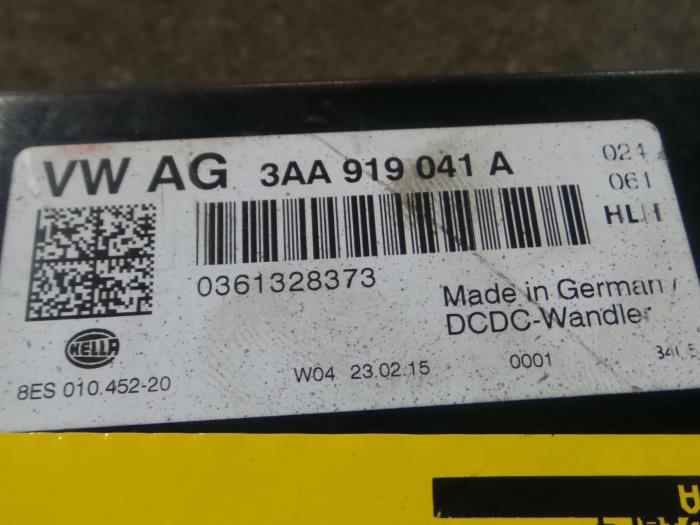 VW AG 3AA 919 041 A 024
061
HLH
0361328373
Made in Germany
DCDC-Wandler
HELLA
8ES 010.452-20 W04 23.02.15 0001